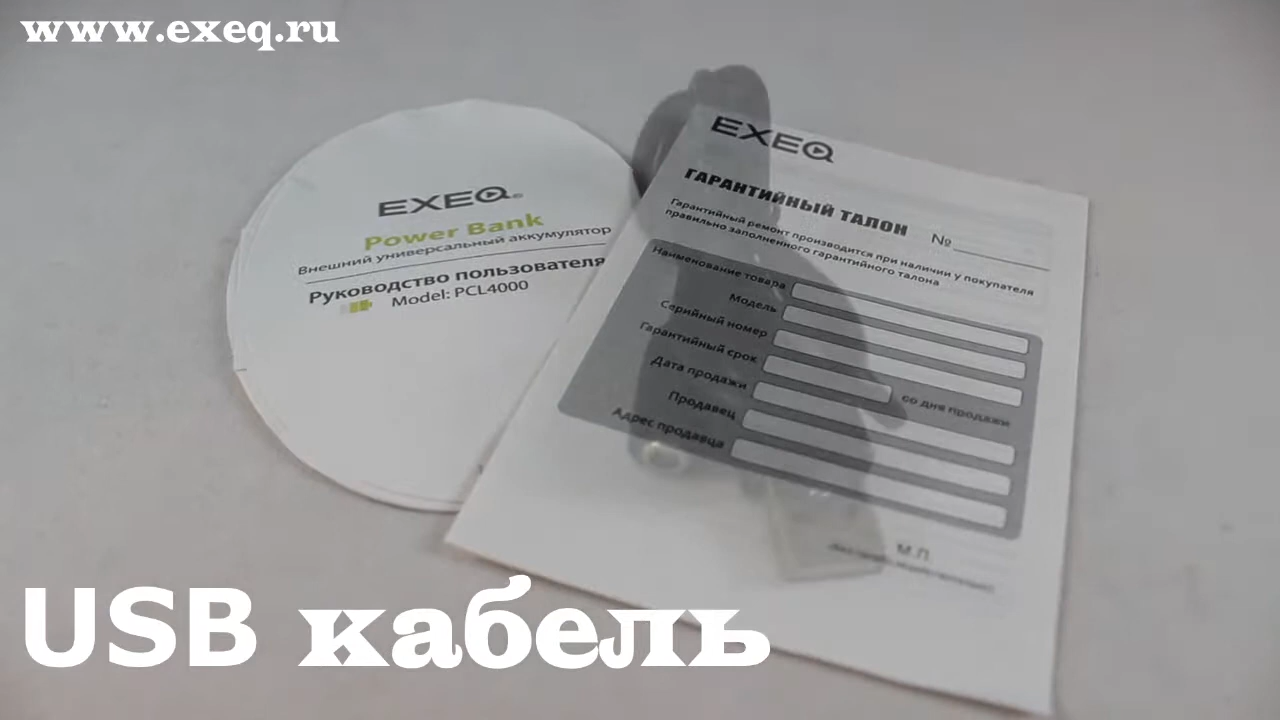 www.exeq.ru
EXEQ
Power Bank
Внешний универсальный аккумулятор
Руководство пользователя
Model: PCL4000
EXEQ
ГАРАНТИЙНЫЙ ТАЛОН
№
Гарантийный ремонт производится при наличии у покупателя
правильно заполненного гарантийного талона
Наименование товара
Модель
Серийный номер
Гарантийный срок
со дня продажи
Дата продажи
Продавец
Адрес продавца
М.П.
USB кабель